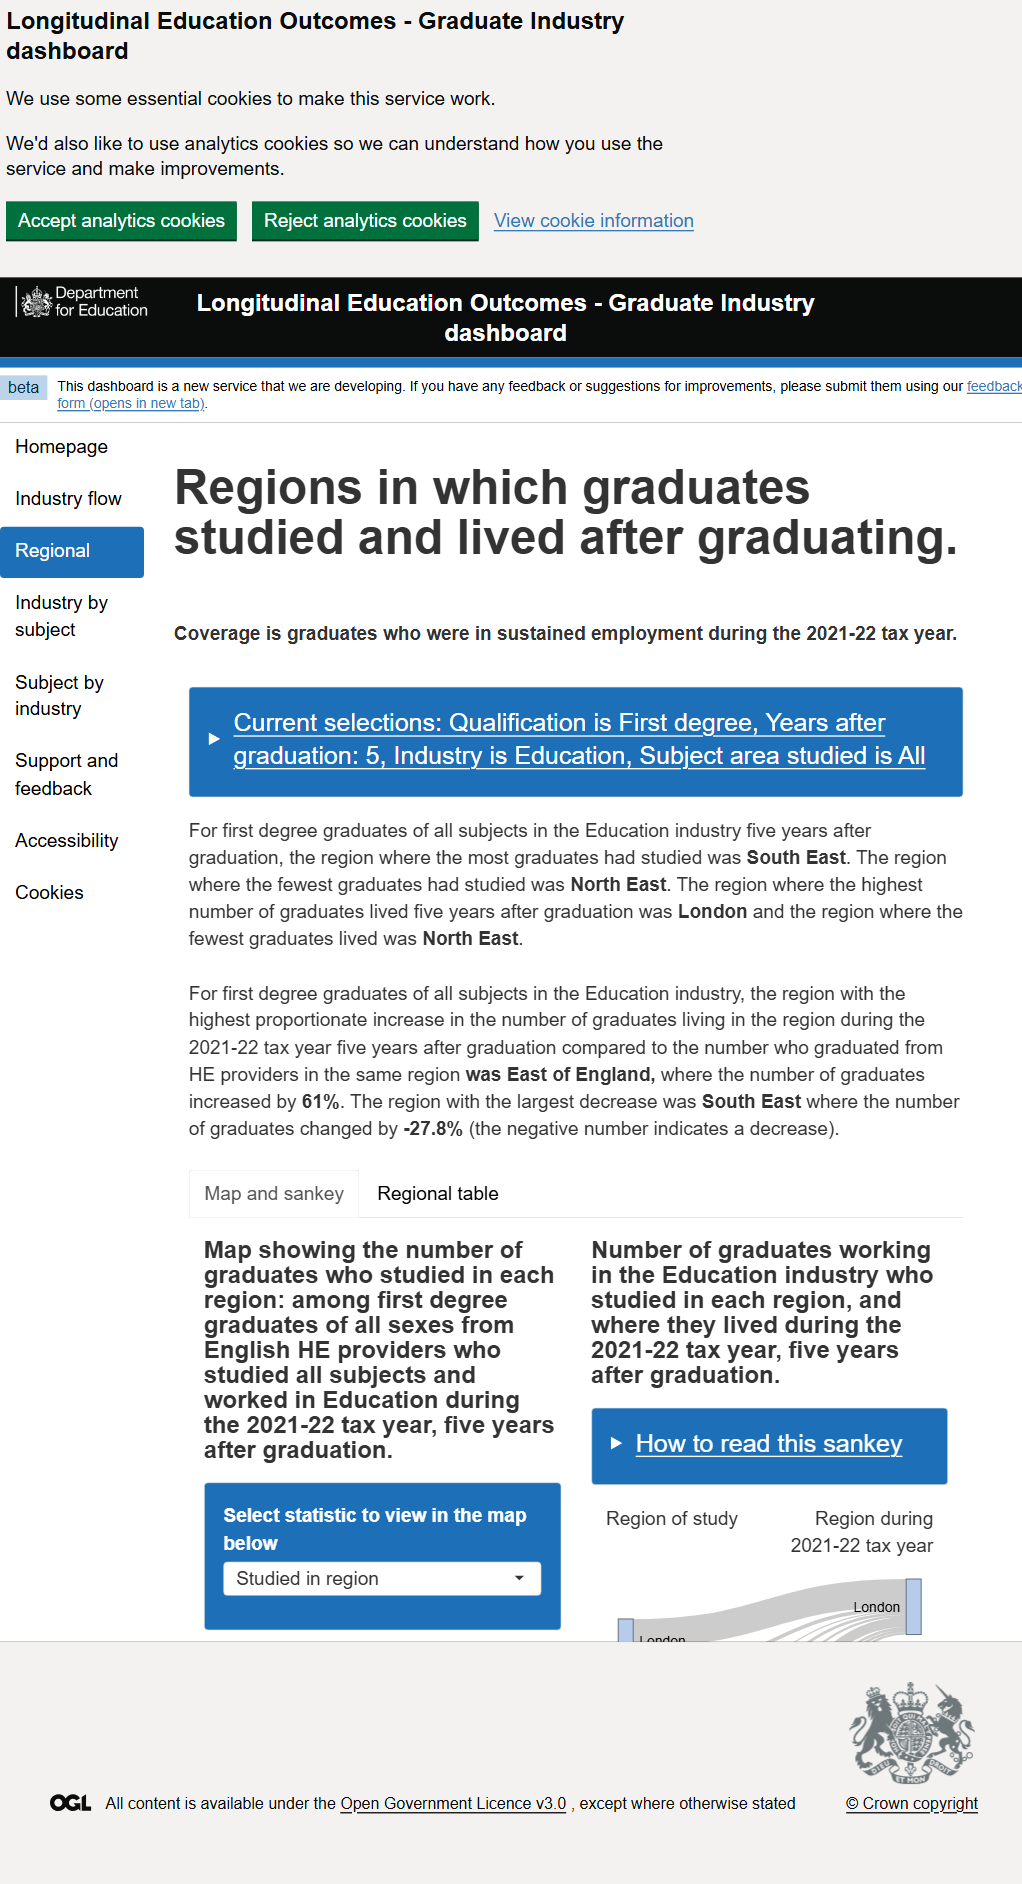 Longitudinal Education Outcomes - Graduate Industry
dashboard
We use some essential cookies to make this service work.
We'd also like to use analytics cookies so we can understand how you use the
service and make improvements.
Accept analytics cookies
Reject analytics cookies
View cookie information
Department
for Education
Longitudinal Education Outcomes - Graduate Industry
dashboard
beta
This dashboard is a new service that we are developing. If you have any feedback or suggestions for improvements, please submit them using our feedback
form (opens in new tab).
Homepage
Industry flow
Regional
Industry by
subject
Subject by
industry
Support and
feedback
Accessibility
Cookies
Regions in which graduates
studied and lived after graduating.
Coverage is graduates who were in sustained employment during the 2021-22 tax year.
Current selections: Qualification is First degree, Years after
graduation: 5, Industry is Education, Subject area studied is All
For first degree graduates of all subjects in the Education industry five years after
graduation, the region where the most graduates had studied was South East. The region
where the fewest graduates had studied was North East. The region where the highest
number of graduates lived five years after graduation was London and the region where the
fewest graduates lived was North East.
For first degree graduates of all subjects in the Education industry, the region with the
highest proportionate increase in the number of graduates living in the region during the
2021-22 tax year five years after graduation compared to the number who graduated from
HE providers in the same region was East of England, where the number of graduates
increased by 61%. The region with the largest decrease was South East where the number
of graduates changed by -27.8% (the negative number indicates a decrease).
Map and sankey
Regional table
Map showing the number of
graduates who studied in each
region: among first degree
graduates of all sexes from
English HE providers who
studied all subjects and
worked in Education during
the 2021-22 tax year, five years
after graduation.
Select statistic to view in the map
below
Studied in region
Number of graduates working
in the Education industry who
studied in each region, and
where they lived during the
2021-22 tax year, five years
after graduation.
How to read this sankey
Region of study
Region during
2021-22 tax year
London
London
OGL
All content is available under the Open Government Licence v3.0 , except where otherwise stated
© Crown copyright